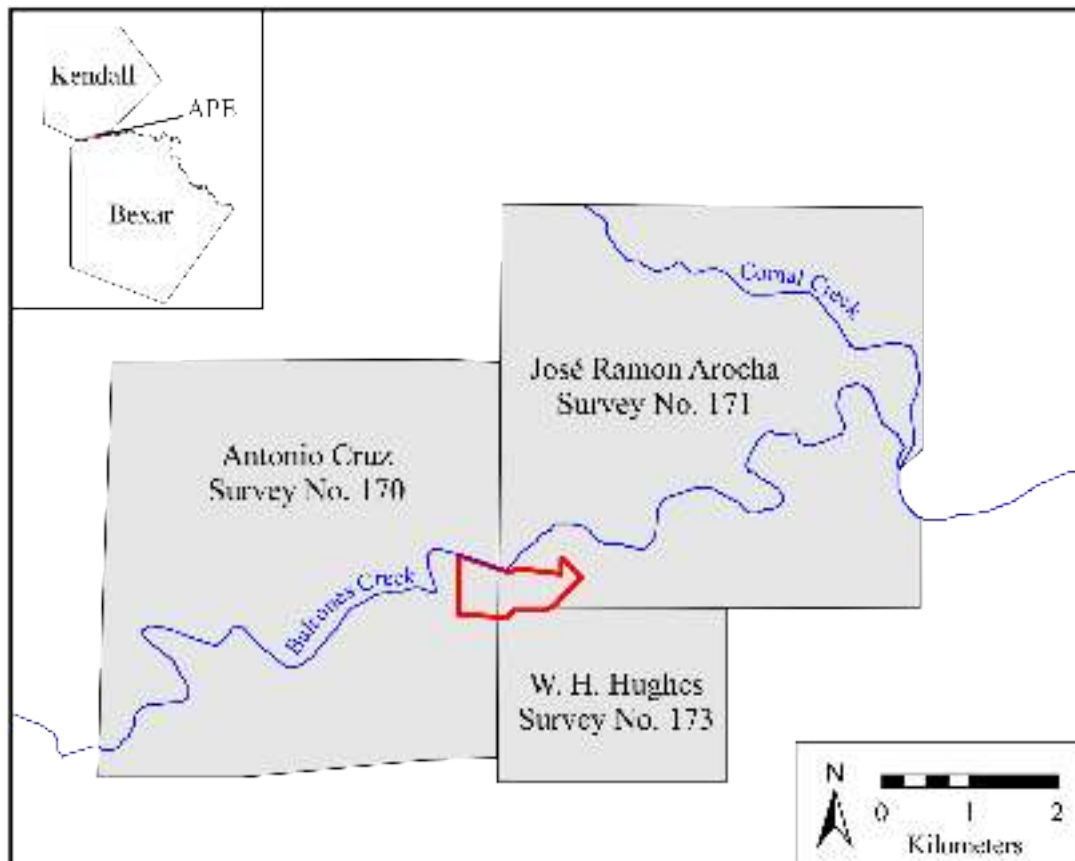 Kendall
APE
Bexar
Comal Creek
José Ramon Arocha
Survey No. 171
Antonio Cruz
Survey No. 170
Balcones Creek
W. H. Hughes
Survey No. 173
N
0 1 2
Kilometers